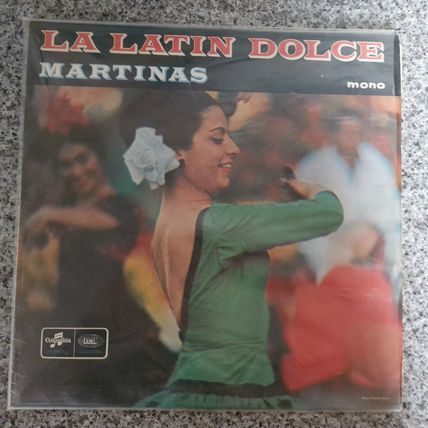 LA LATIN DOLCE
MARTINAS
mono
Columbia